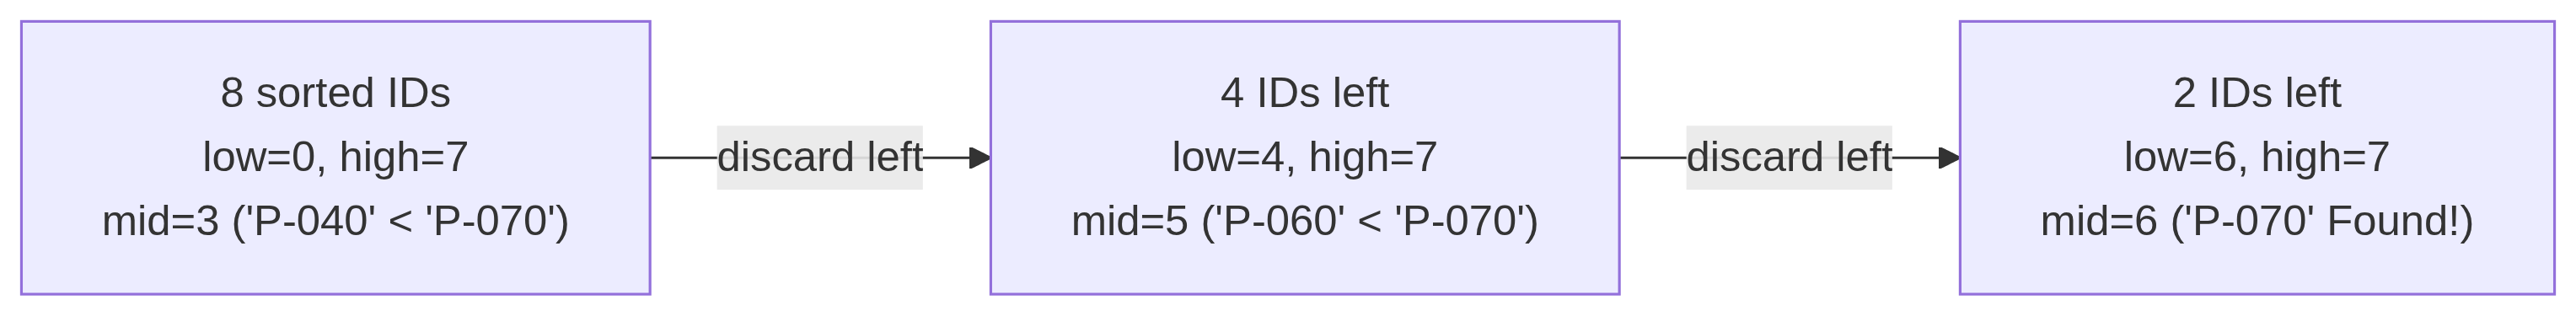 8 sorted IDs
low=0, high=7
mid=3 ('P-040' < 'P-070')
discard left
4 IDs left
low=4, high=7
mid=5 ('P-060' < 'P-070')
discard left
2 IDs left
low=6, high=7
mid=6 ('P-070' Found!)